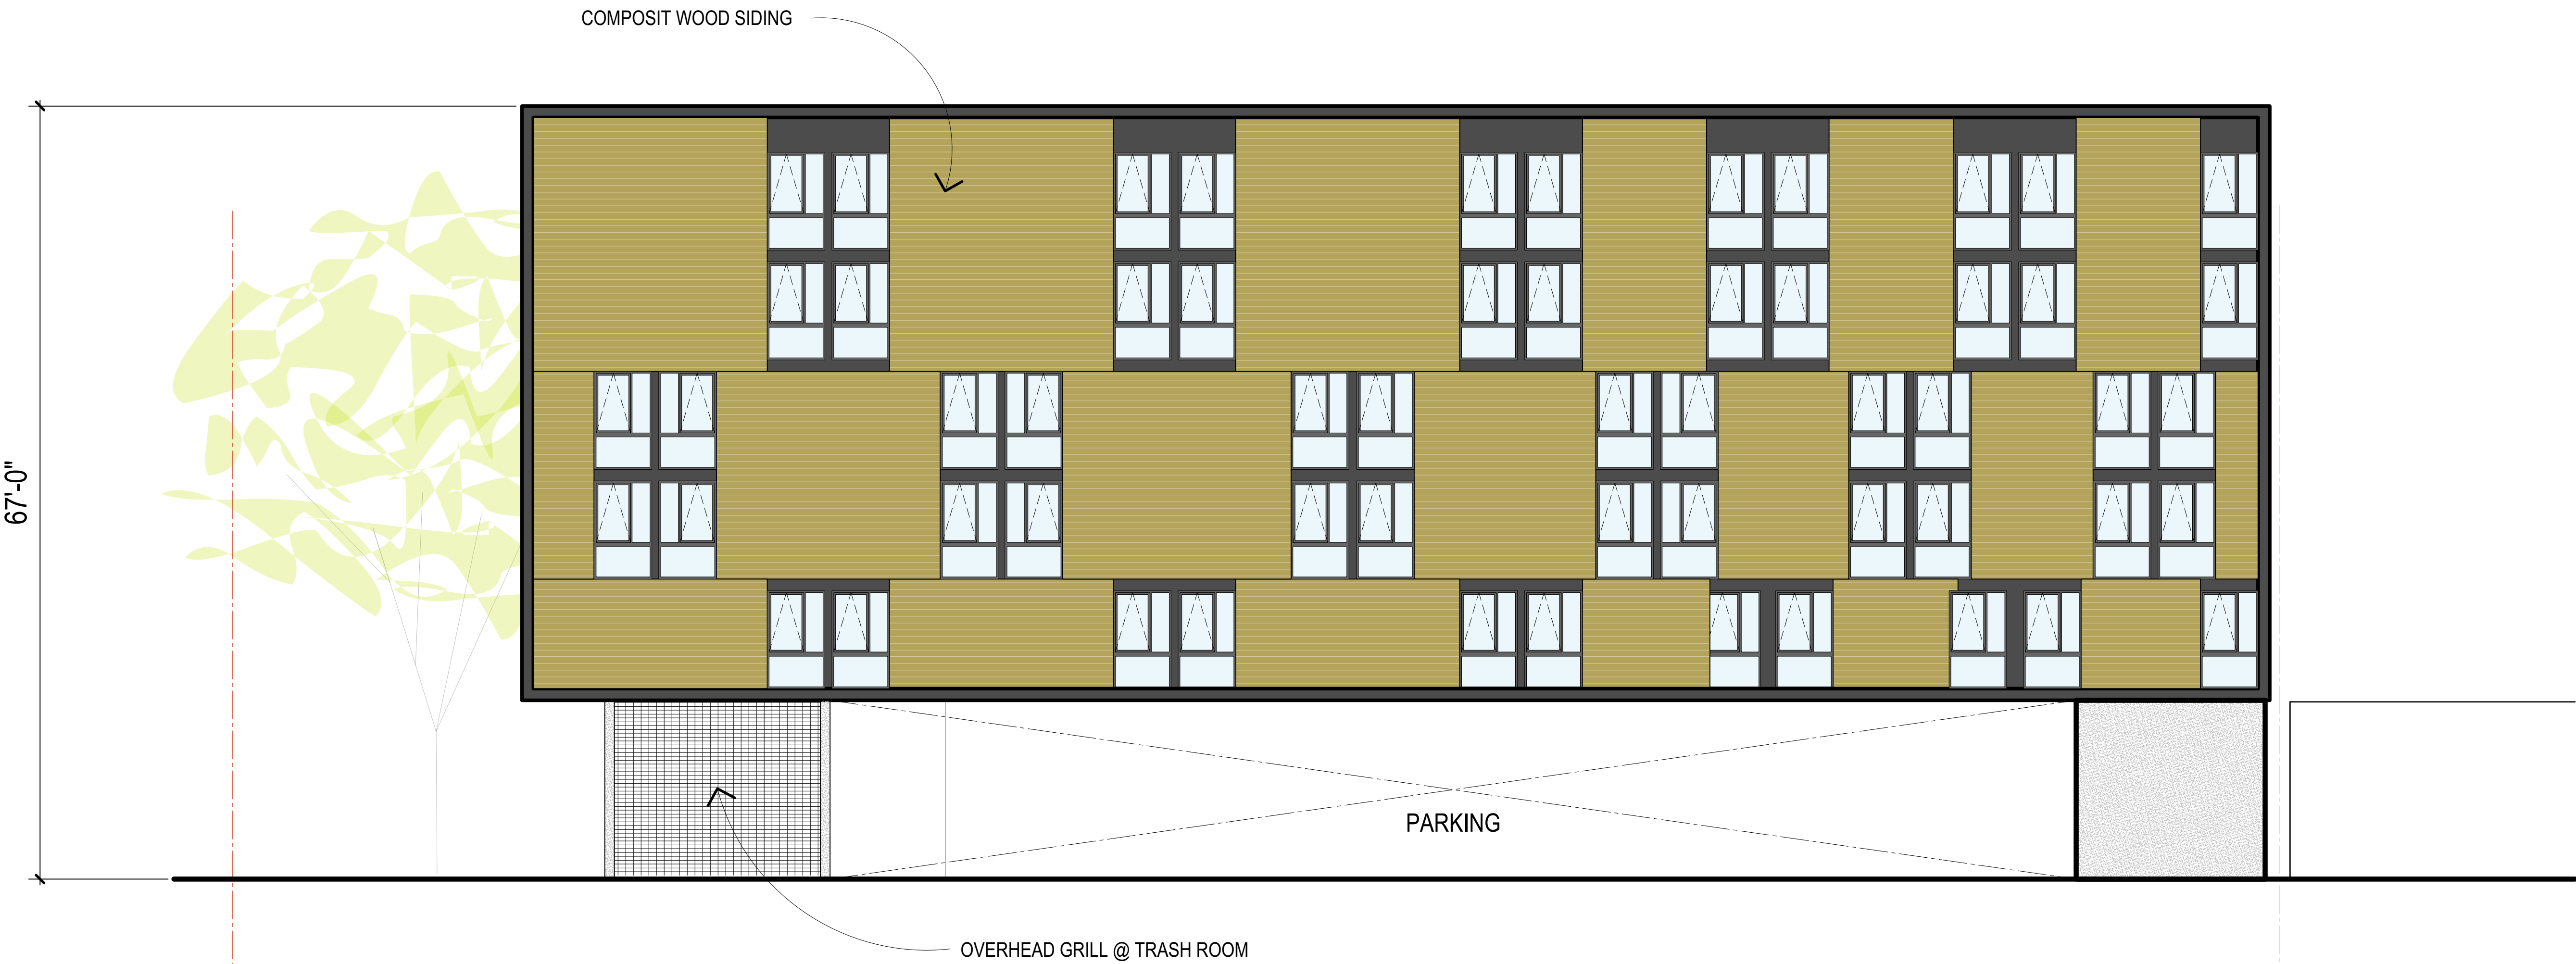 COMPOSIT WOOD SIDING
67'-0"
PARKING
OVERHEAD GRILL @ TRASH ROOM